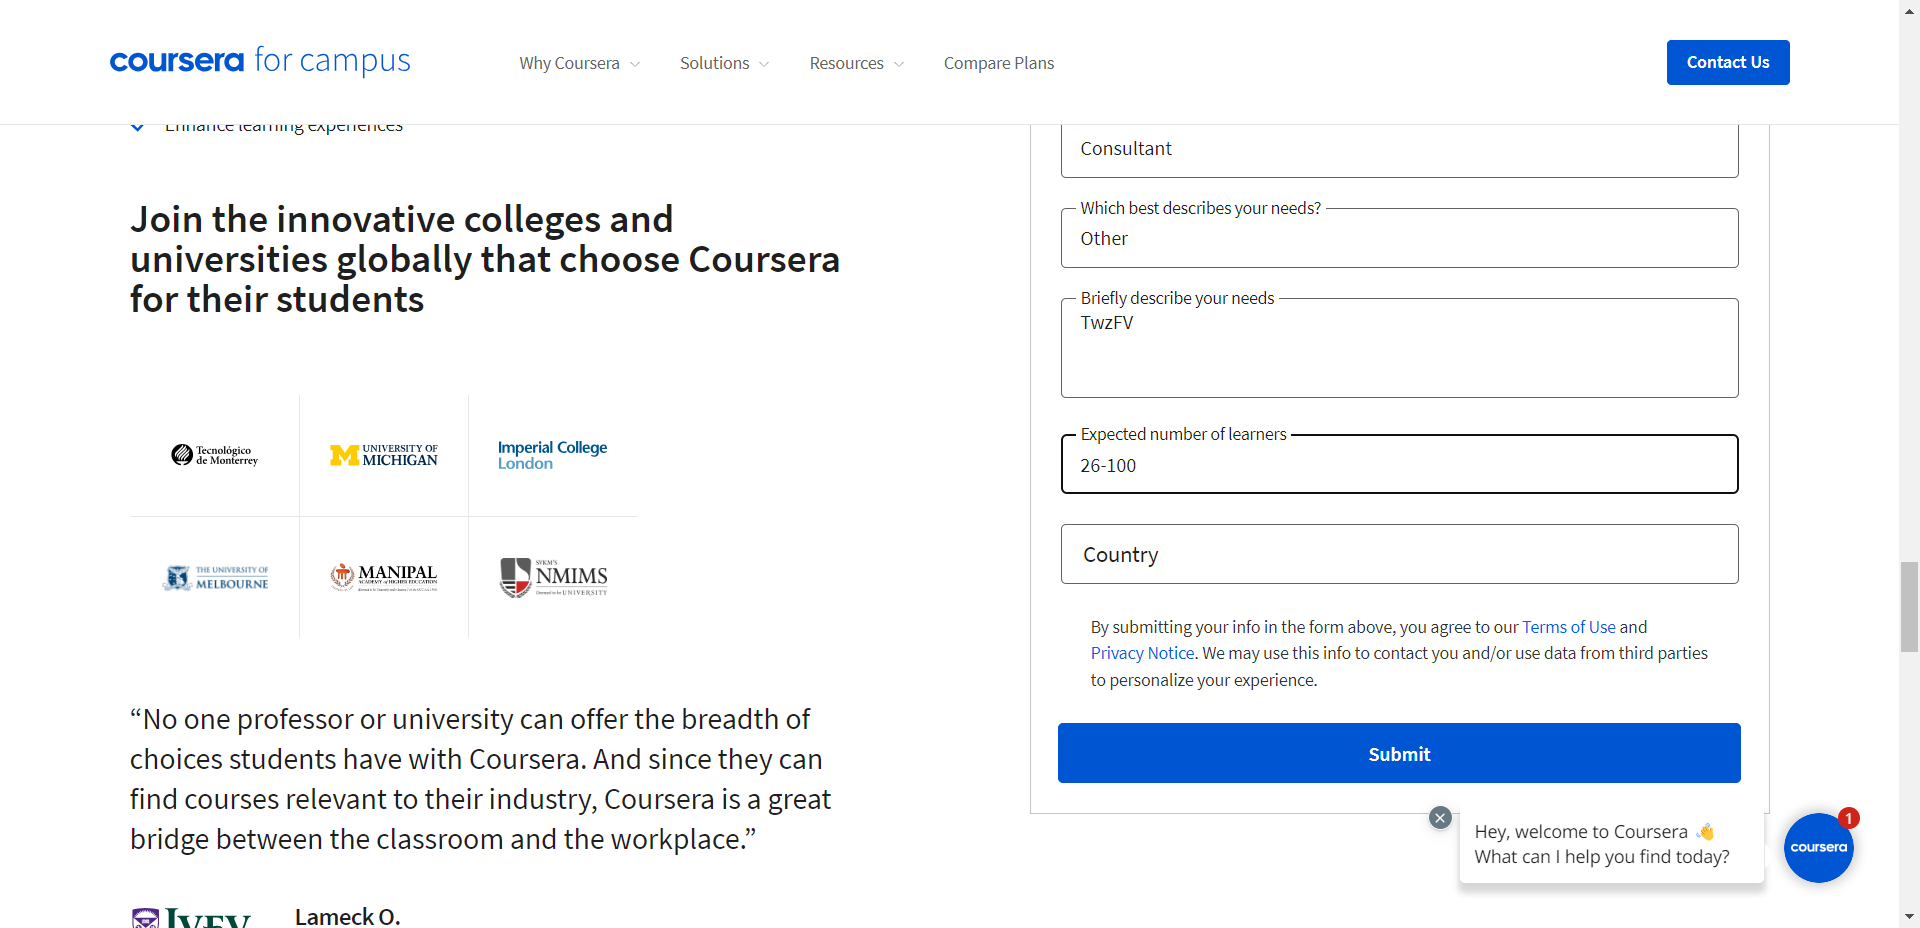 coursera for campus
Why Coursera
Solutions
Resources
Compare Plans
Contact Us
Enhance learning experiences
Join the innovative colleges and
universities globally that choose Coursera
for their students
Tecnológico
de Monterrey
UNIVERSITY OF
MICHIGAN
Imperial College
London
THE UNIVERSITY OF
MELBOURNE
MANIPAL
ACADEMY of HIGHER EDUCATION
SVKM'S
NMIMS
Deemed to be UNIVERSITY
“No one professor or university can offer the breadth of
choices students have with Coursera. And since they can
find courses relevant to their industry, Coursera is a great
bridge between the classroom and the workplace.”
IVEY
Lameck O.
Consultant
Which best describes your needs?
Other
Briefly describe your needs
TwzFV
Expected number of learners
26-100
Country
By submitting your info in the form above, you agree to our Terms of Use and
Privacy Notice. We may use this info to contact you and/or use data from third parties
to personalize your experience.
Submit
Hey, welcome to Coursera 👋
What can I help you find today?
1
coursera